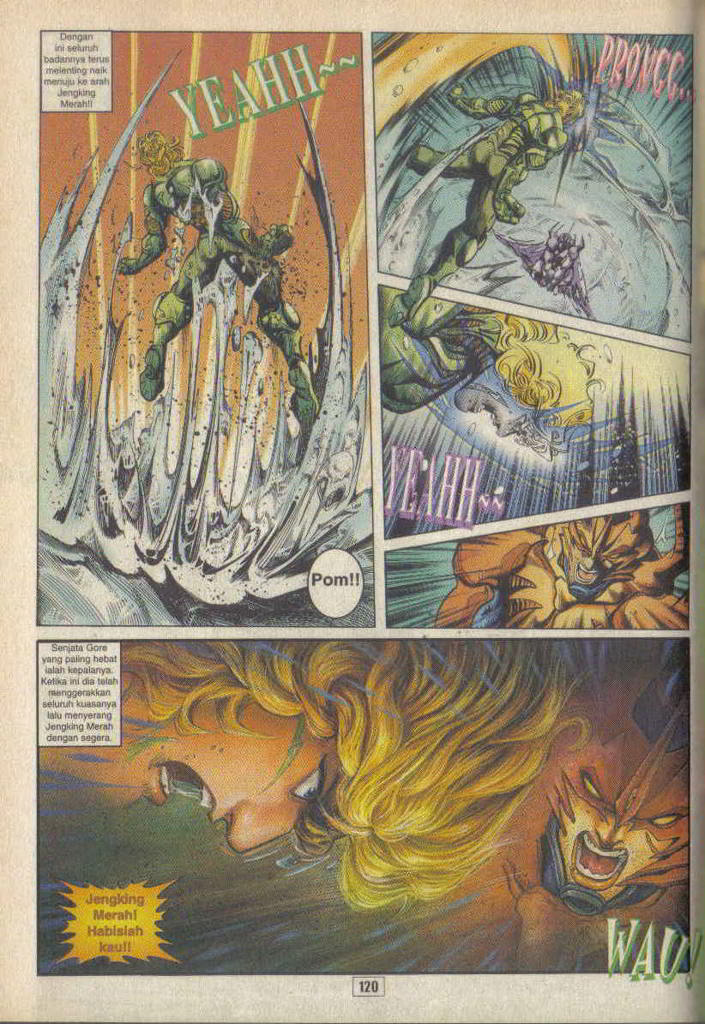 Dengan
ini seluruh
badannya terus
melenting naik
menuju ke arah
Jengking
Merah!!
YEAHH~~
PRONGG...
YEAHH~~
Pom!!
Senjata Gore
yang paling hebat
ialah kepalanya.
Ketika ini dia telah
menggerakkan
seluruh kuasanya
lalu menyerang
Jengking Merah
dengan segera.
Jengking
Merah!
Habislah
kau!!
WAU!
120